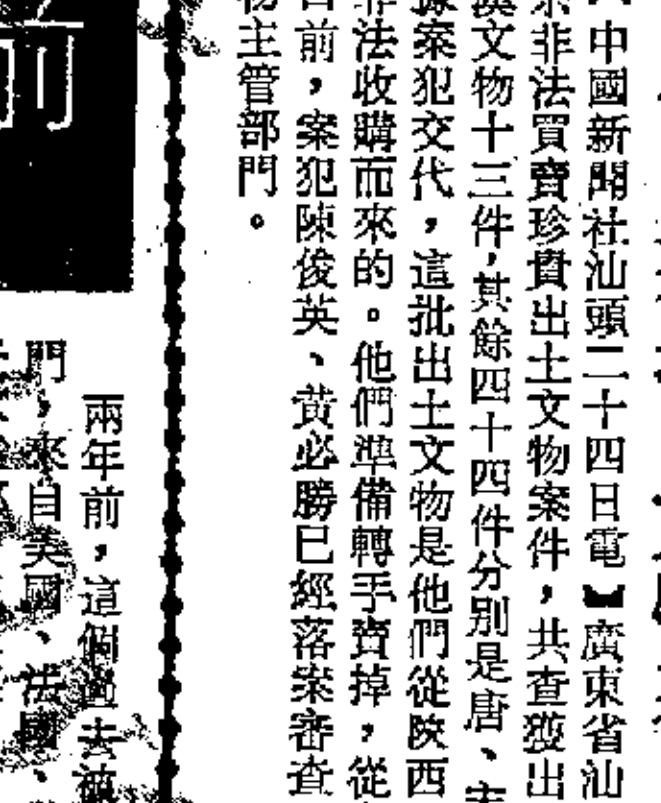 中國新聞社汕頭二十四日電】廣東省汕
非法買賣珍貴出土文物案件，共查獲出
漢文物十三件，其餘四十四件分別是唐、
據案犯交代，這批出土文物是他們從陝西
非法收購而來的。他們準備轉手賣掉，從
目前，案犯陳俊英、黃必勝已經落案審查
物主管部門。
前
兩年前，這個過去被
門，來自美國、法國、